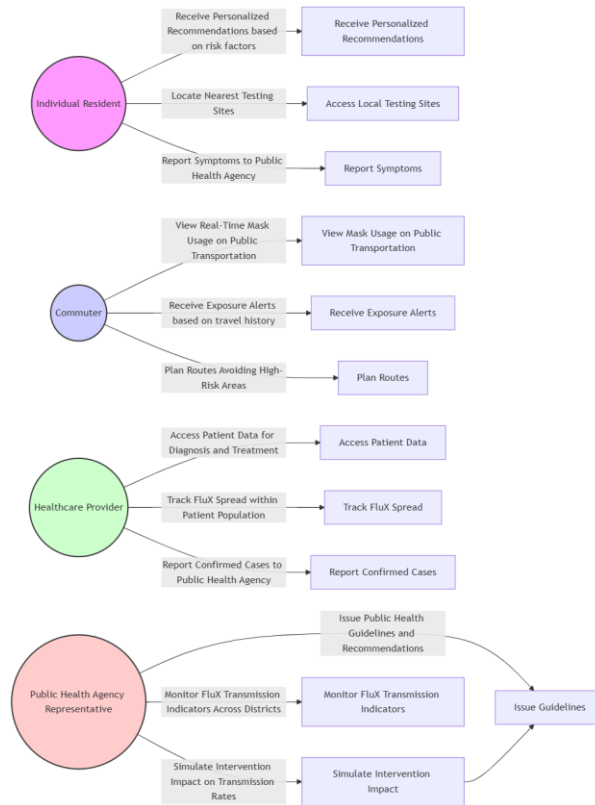 Receive Personalized
Recommendations based
on risk factors
Receive Personalized
Recommendations
Individual Resident
Locate Nearest Testing
Sites
Access Local Testing Sites
Report Symptoms to Public
Health Agency
Report Symptoms
View Real-Time Mask
Usage on Public
Transportation
View Mask Usage on Public
Transportation
Commuter
Receive Exposure Alerts
based on travel history
Receive Exposure Alerts
Plan Routes Avoiding High-
Risk Areas
Plan Routes
Access Patient Data for
Diagnosis and Treatment
Access Patient Data
Healthcare Provider
Track FluX Spread within
Patient Population
Track FluX Spread
Report Confirmed Cases to
Public Health Agency
Report Confirmed Cases
Issue Public Health
Guidelines and
Recommendations
Public Health Agency
Representative
Monitor FluX Transmission
Indicators Across Districts
Monitor FluX Transmission
Indicators
Issue Guidelines
Simulate Intervention
Impact on Transmission
Rates
Simulate Intervention
Impact